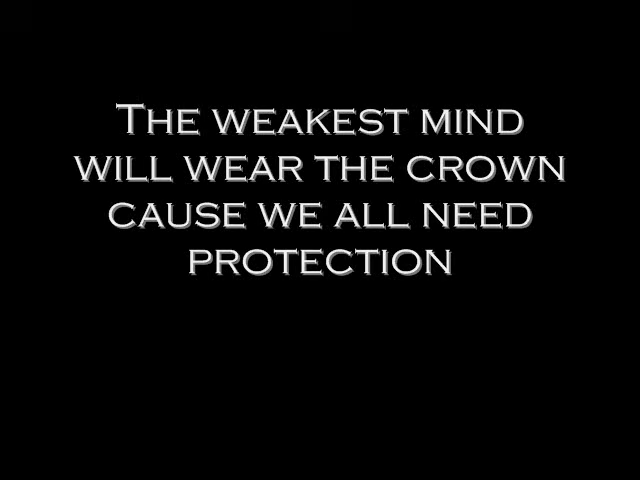 The weakest mind
will wear the crown
cause we all need
protection